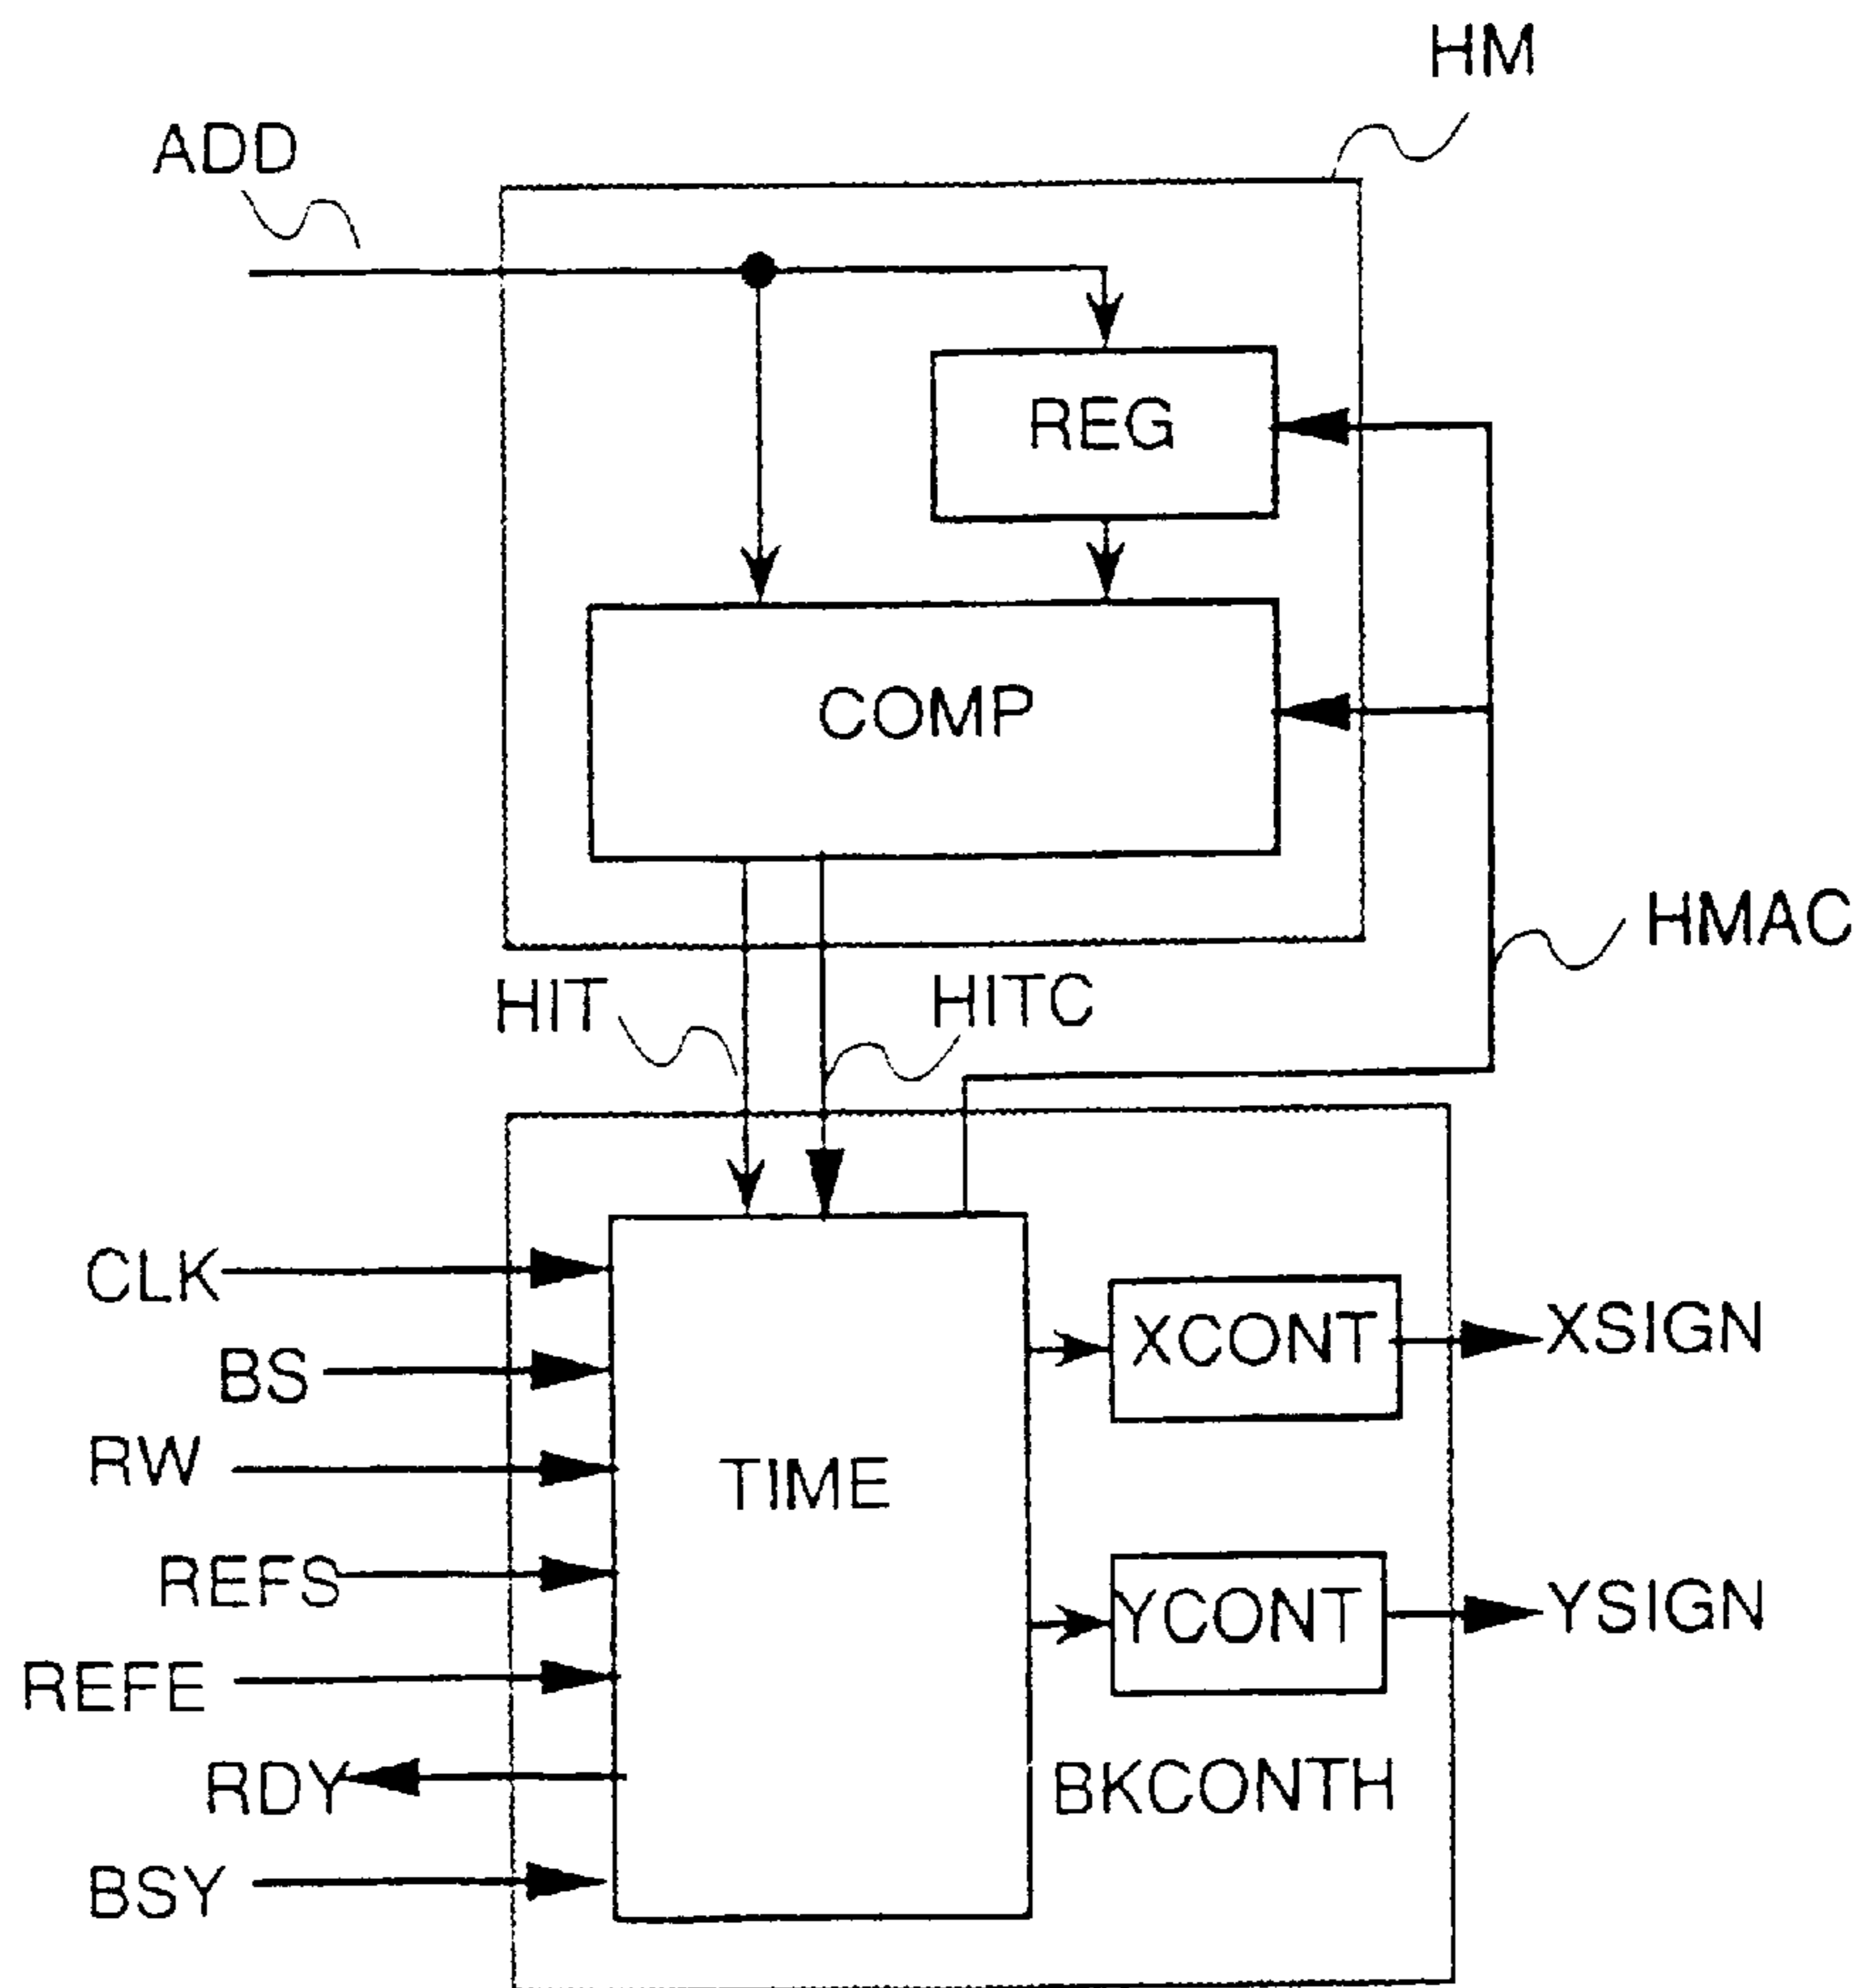 HM
ADD
REG
COMP
HMAC
HIT
HITC
CLK
XCONT
XSIGN
BS
RW
TIME
REFS
YCONT
YSIGN
REFE
RDY
BKCONTH
BSY